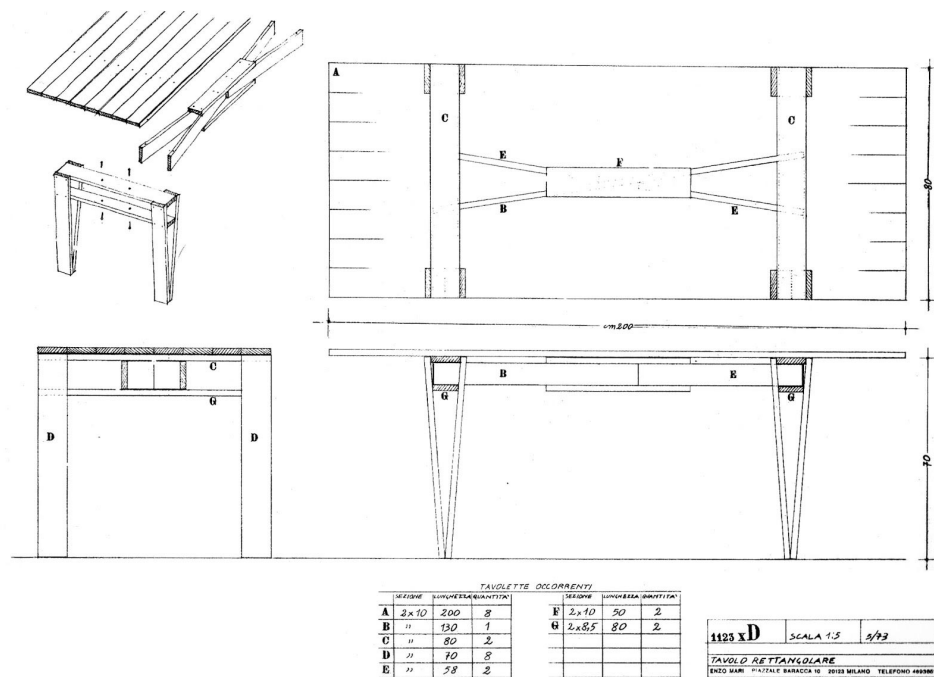 A
C
C
E
F
B
E
80
cm 200
C
G
D
D
B
E
G
G
70
TAVOLETTE OCCORRENTI
SEZIONE LUNGHEZZA QUANTITA'
A 2x10 200 8
B " 130 1
C " 80 2
D " 70 8
E " 58 2
SEZIONE LUNGHEZZA QUANTITA'
F 2x10 50 2
G 2x8,5 80 2
1123 xD SCALA 1:5 5/73
TAVOLO RETTANGOLARE
ENZO MARI PIAZZALE BARACCA 10 20123 MILANO TELEFONO